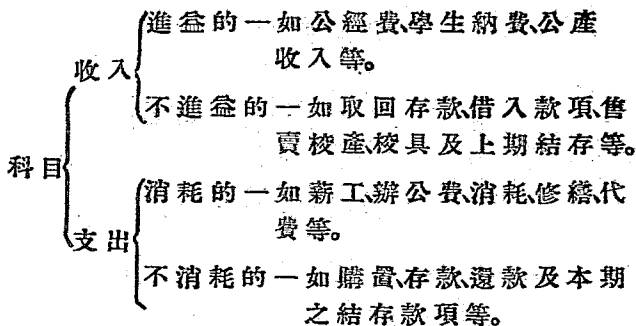 進益的—如公經費、學生納費、公產
收入等。
收入
不進益的—如取回存款、借入款項、售
賣校產、校具及上期結存等。
科目
消耗的—如薪工、辦公費、消耗、修繕、代
費等。
支出
不消耗的—如購置、存款、還款及本期
之結存款項等。